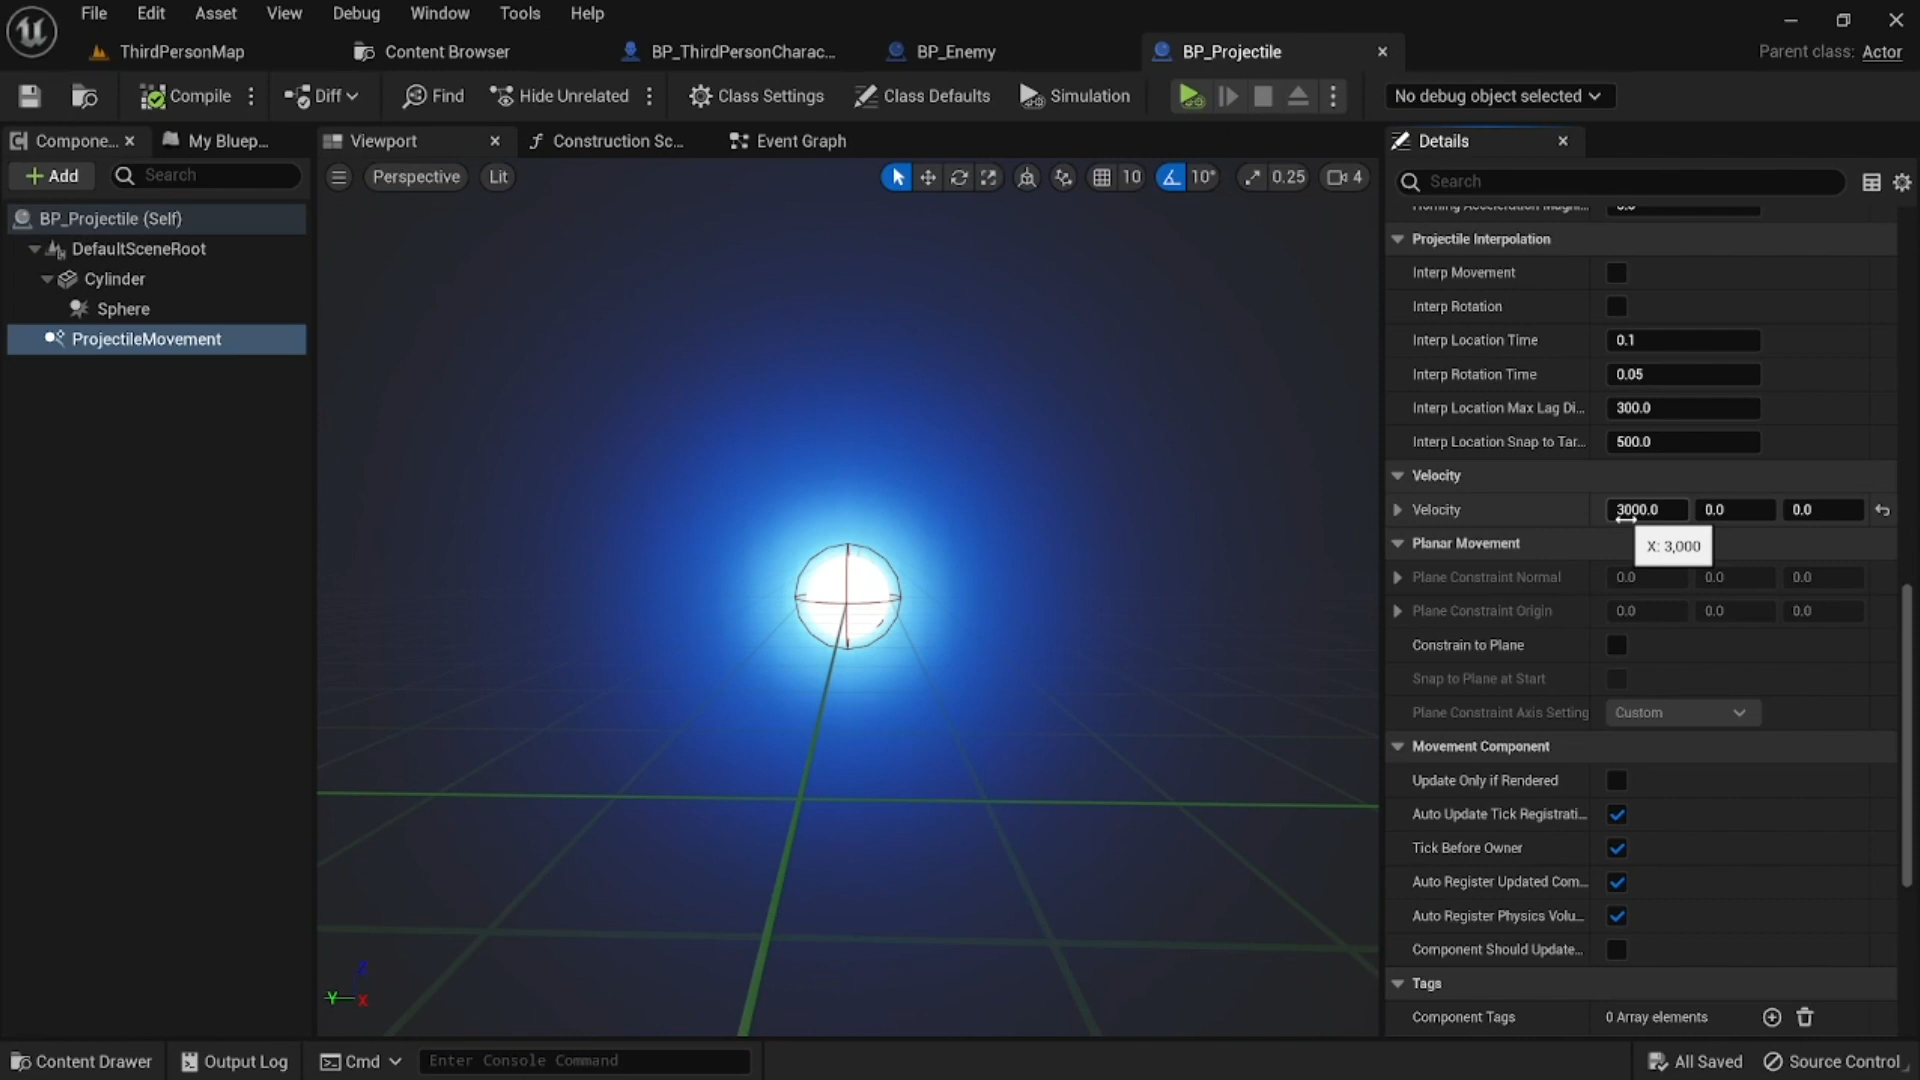 File Edit Asset View Debug Window Tools Help
ThirdPersonMap Content Browser BP_ThirdPersonCharac... BP_Enemy BP_Projectile Parent class: Actor
Compile Diff Find Hide Unrelated Class Settings Class Defaults Simulation No debug object selected
Compone... My Bluep... Viewport Construction Sc... Event Graph Details
Add Search Perspective Lit 10 10° 0.25 4 Search
BP_Projectile (Self)
DefaultSceneRoot
Cylinder
Sphere
ProjectileMovement
Projectile Interpolation
Interp Movement
Interp Rotation
Interp Location Time 0.1
Interp Rotation Time 0.05
Interp Location Max Lag Di... 300.0
Interp Location Snap to Tar... 500.0
Velocity
Velocity 3000.0 0.0 0.0
Planar Movement
X: 3,000
Plane Constraint Normal 0.0 0.0 0.0
Plane Constraint Origin 0.0 0.0 0.0
Constrain to Plane
Snap to Plane at Start
Plane Constraint Axis Setting Custom
Movement Component
Update Only if Rendered
Auto Update Tick Registrati...
Tick Before Owner
Auto Register Updated Com...
Auto Register Physics Volu...
Component Should Update...
Tags
Component Tags 0 Array elements
Z
Y X
Content Drawer Output Log Cmd Enter Console Command All Saved Source Control